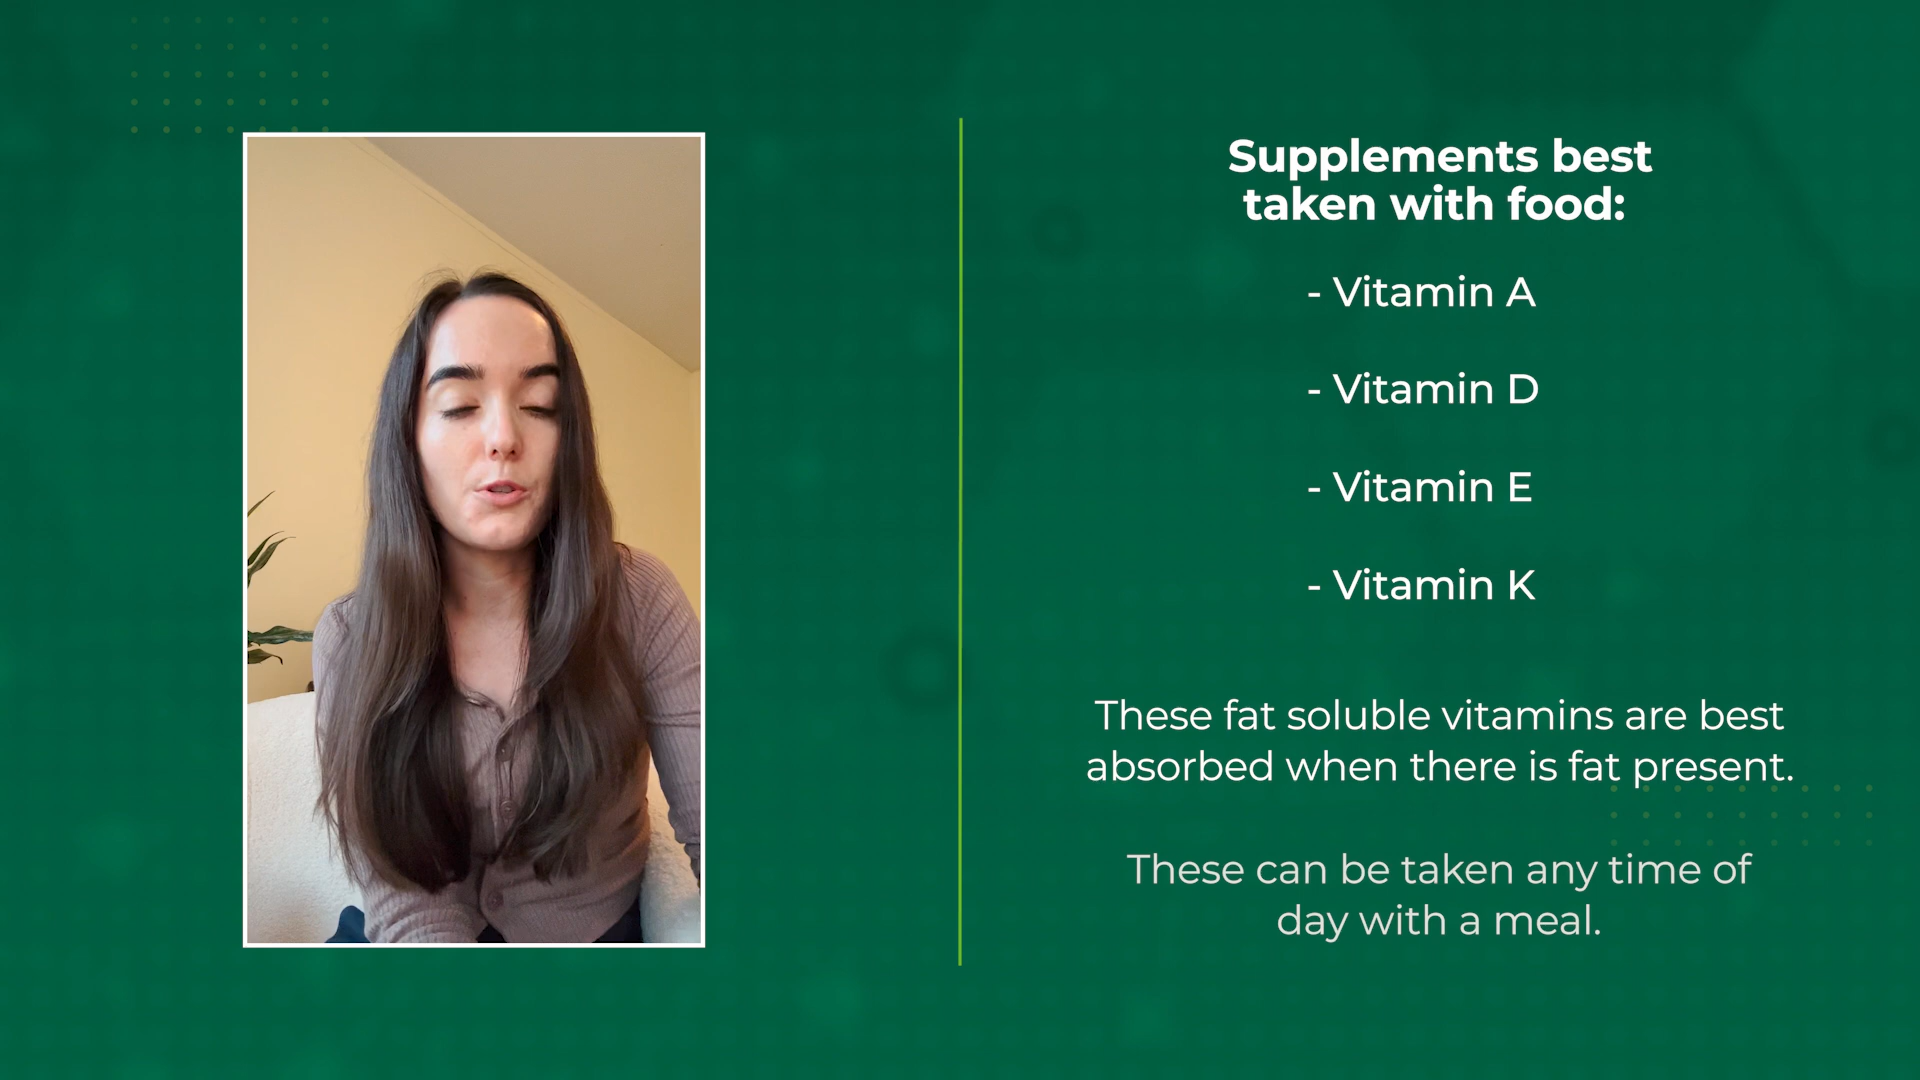 Supplements best
taken with food:
- Vitamin A
- Vitamin D
- Vitamin E
- Vitamin K
These fat soluble vitamins are best
absorbed when there is fat present.
These can be taken any time of
day with a meal.